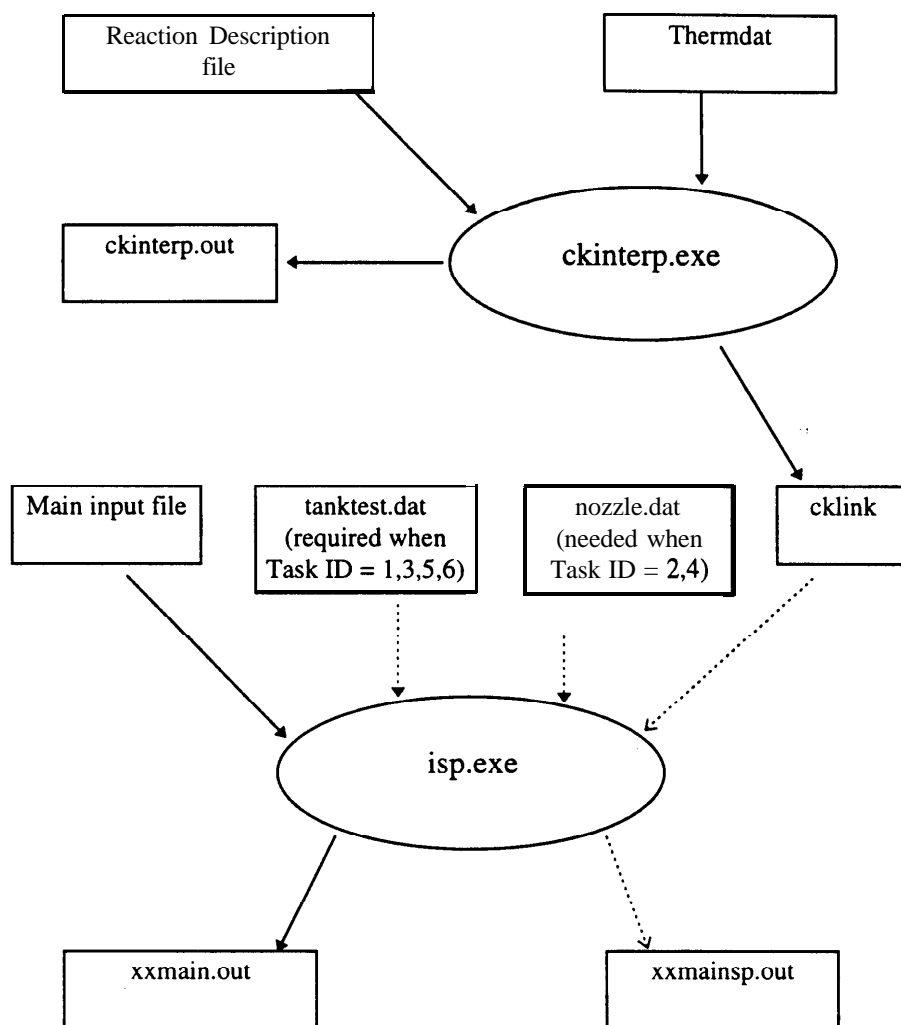 Reaction Description
file
Thermdat
ckinterp.out
ckinterp.exe
Main input file
tanktest.dat
(required when
Task ID = 1,3,5,6)
nozzle.dat
(needed when
Task ID = 2,4)
cklink
isp.exe
xxmain.out
xxmainsp.out